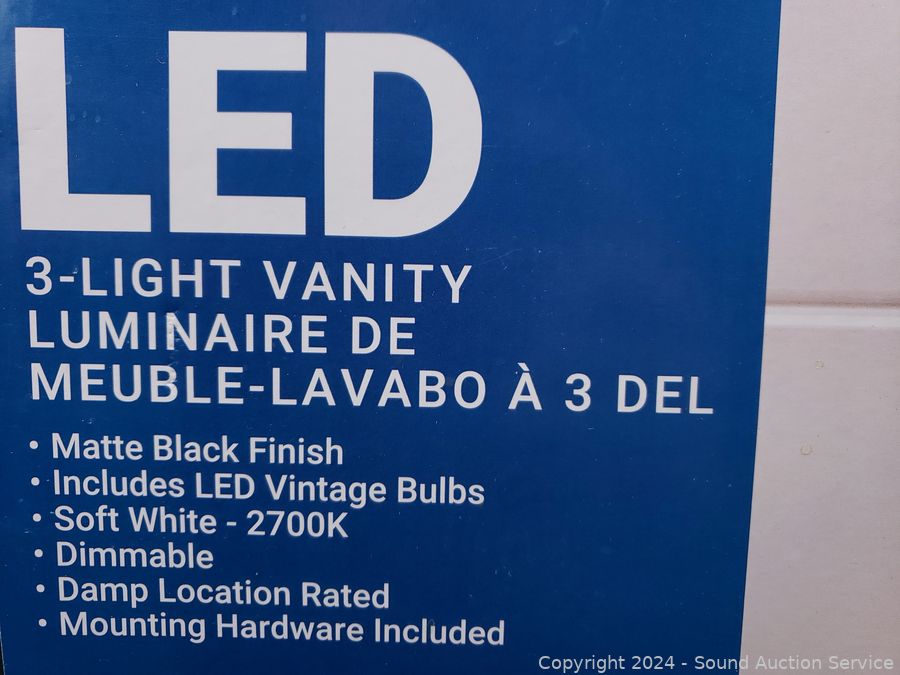 LED
3-LIGHT VANITY
LUMINAIRE DE
MEUBLE-LAVABO À 3 DEL
• Matte Black Finish
• Includes LED Vintage Bulbs
• Soft White - 2700K
• Dimmable
• Damp Location Rated
• Mounting Hardware Included
Copyright 2024 - Sound Auction Service